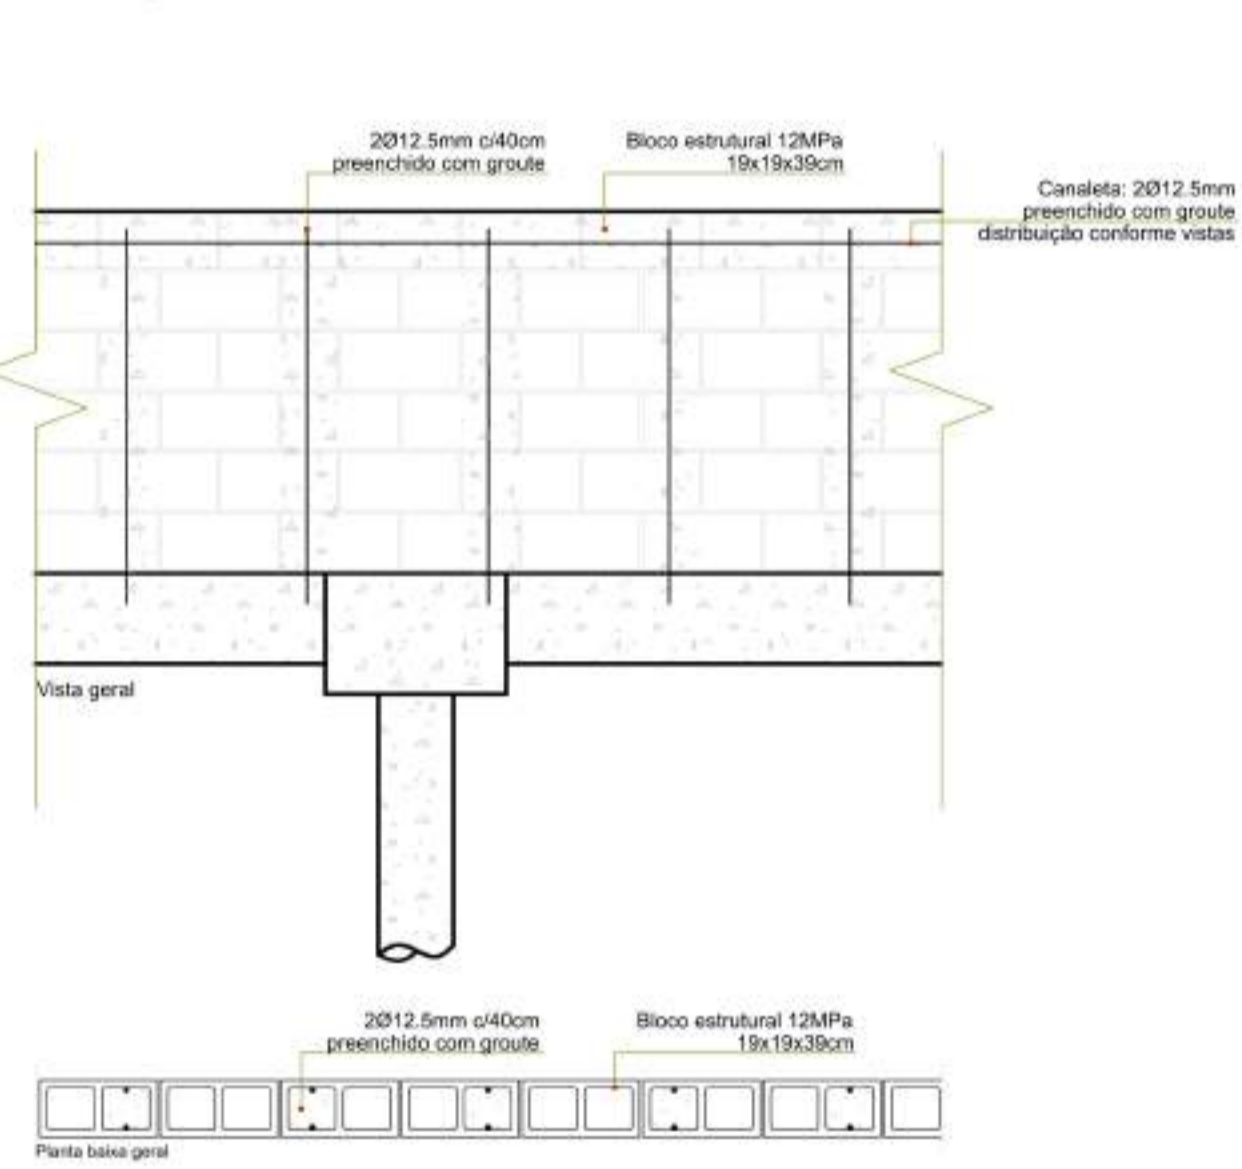 2Ø12.5mm c/40cm
preenchido com groute
Bloco estrutural 12MPa
19x19x39cm
Canaleta: 2Ø12.5mm
preenchido com groute
distribuição conforme vistas
Vista geral
2Ø12.5mm c/40cm
preenchido com groute
Bloco estrutural 12MPa
19x19x39cm
Planta baixa geral